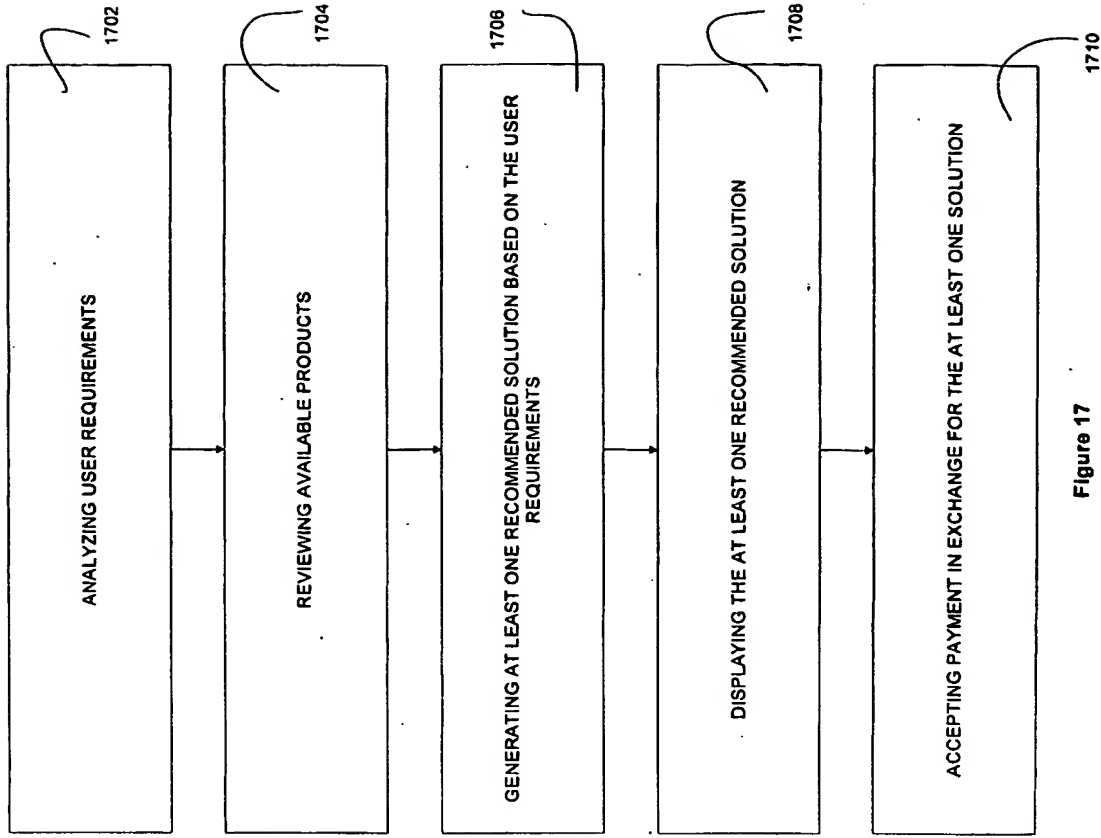 1702
ANALYZING USER REQUIREMENTS
1704
REVIEWING AVAILABLE PRODUCTS
1706
GENERATING AT LEAST ONE RECOMMENDED SOLUTION BASED ON THE USER
REQUIREMENTS
1708
DISPLAYING THE AT LEAST ONE RECOMMENDED SOLUTION
ACCEPTING PAYMENT IN EXCHANGE FOR THE AT LEAST ONE SOLUTION
1710
Figure 17